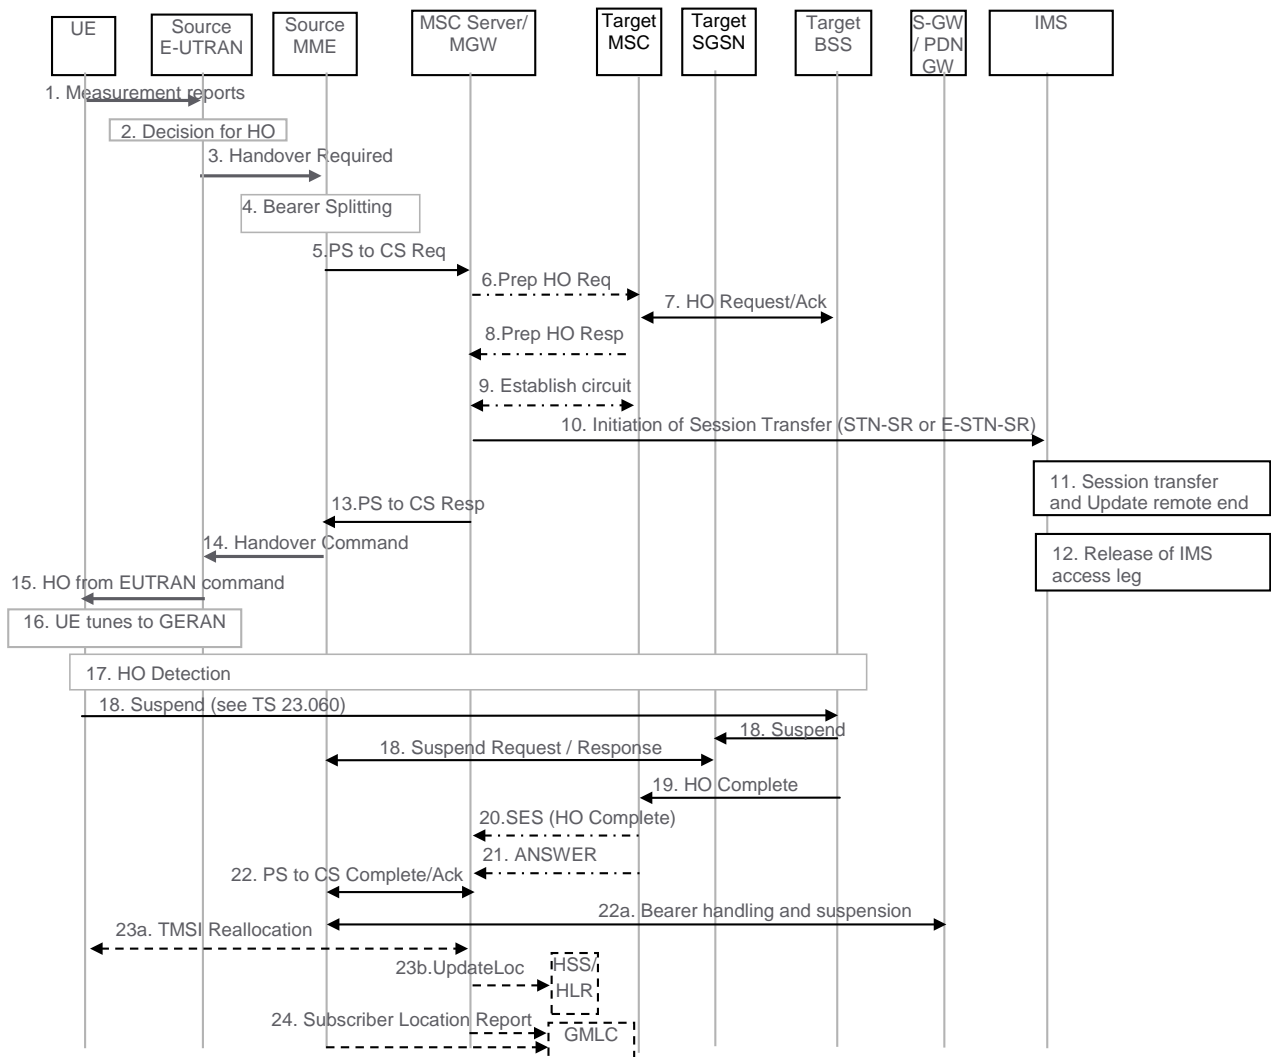 UE
Source
E-UTRAN
Source
MME
MSC Server/
MGW
Target
MSC
Target
SGSN
Target
BSS
S-GW
/ PDN
GW
IMS
1. Measurement reports
2. Decision for HO
3. Handover Required
4. Bearer Splitting
5.PS to CS Req
6.Prep HO Req
7. HO Request/Ack
8.Prep HO Resp
9. Establish circuit
10. Initiation of Session Transfer (STN-SR or E-STN-SR)
11. Session transfer
and Update remote end
13.PS to CS Resp
14. Handover Command
12. Release of IMS
access leg
15. HO from EUTRAN command
16. UE tunes to GERAN
17. HO Detection
18. Suspend (see TS 23.060)
18. Suspend
18. Suspend Request / Response
19. HO Complete
20.SES (HO Complete)
21. ANSWER
22. PS to CS Complete/Ack
22a. Bearer handling and suspension
23a. TMSI Reallocation
23b.UpdateLoc
HSS/
HLR
24. Subscriber Location Report
GMLC